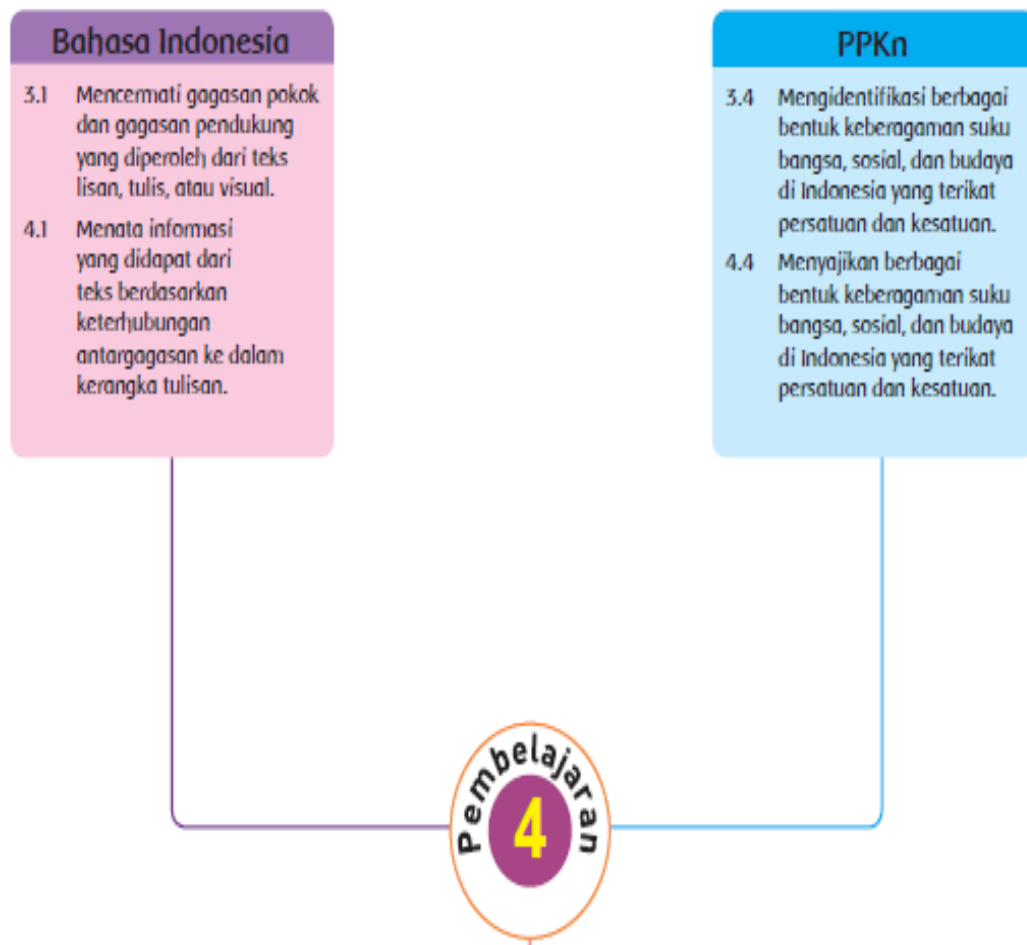 Bahasa Indonesia
3.1 Mencermati gagasan pokok
dan gagasan pendukung
yang diperoleh dari teks
lisan, tulis, atau visual.
4.1 Menata informasi
yang didapat dari
teks berdasarkan
keterhubungan
antargagasan ke dalam
kerangka tulisan.
PPKn
3.4 Mengidentifikasi berbagai
bentuk keberagaman suku
bangsa, sosial, dan budaya
di Indonesia yang terikat
persatuan dan kesatuan.
4.4 Menyajikan berbagai
bentuk keberagaman suku
bangsa, sosial, dan budaya
di Indonesia yang terikat
persatuan dan kesatuan.
Pembelajaran
4